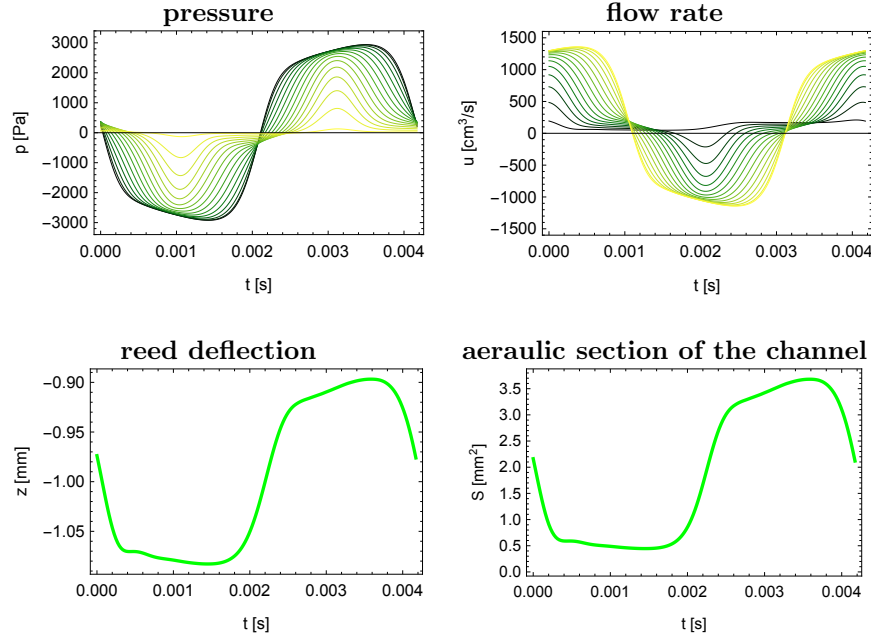 pressure
flow rate
p [Pa]
3000
2000
1000
0
−1000
−2000
−3000
0.000 0.001 0.002 0.003 0.004
t [s]
u [cm³/s]
1500
1000
500
0
−500
−1000
−1500
0.000 0.001 0.002 0.003 0.004
t [s]
reed deflection
aeraulic section of the channel
z [mm]
−0.90
−0.95
−1.00
−1.05
0.000 0.001 0.002 0.003 0.004
t [s]
S [mm²]
3.5
3.0
2.5
2.0
1.5
1.0
0.5
0.0
0.000 0.001 0.002 0.003 0.004
t [s]